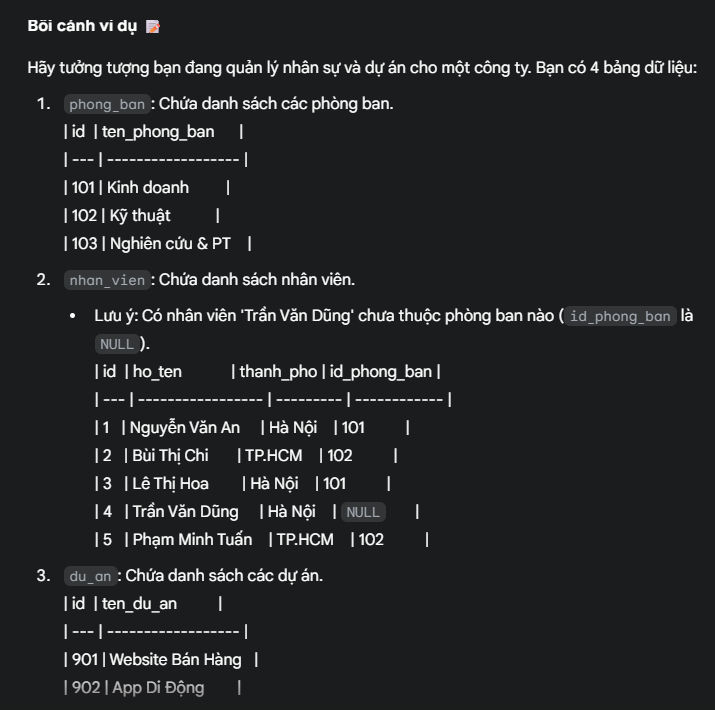 Bối cảnh ví dụ 📝
Hãy tưởng tượng bạn đang quản lý nhân sự và dự án cho một công ty. Bạn có 4 bảng dữ liệu:
1. phong_ban: Chứa danh sách các phòng ban.
| id | ten_phong_ban |
| --- | ------------------ |
| 101 | Kinh doanh |
| 102 | Kỹ thuật |
| 103 | Nghiên cứu & PT |
2. nhan_vien: Chứa danh sách nhân viên.
• Lưu ý: Có nhân viên 'Trần Văn Dũng' chưa thuộc phòng ban nào (id_phong_ban là
NULL).
| id | ho_ten | thanh_pho | id_phong_ban |
| --- | ----------------- | --------- | ------------ |
| 1 | Nguyễn Văn An | Hà Nội | 101 |
| 2 | Bùi Thị Chi | TP.HCM | 102 |
| 3 | Lê Thị Hoa | Hà Nội | 101 |
| 4 | Trần Văn Dũng | Hà Nội | NULL |
| 5 | Phạm Minh Tuấn | TP.HCM | 102 |
3. du_an: Chứa danh sách các dự án.
| id | ten_du_an |
| --- | ------------------ |
| 901 | Website Bán Hàng |
| 902 | App Di Động |